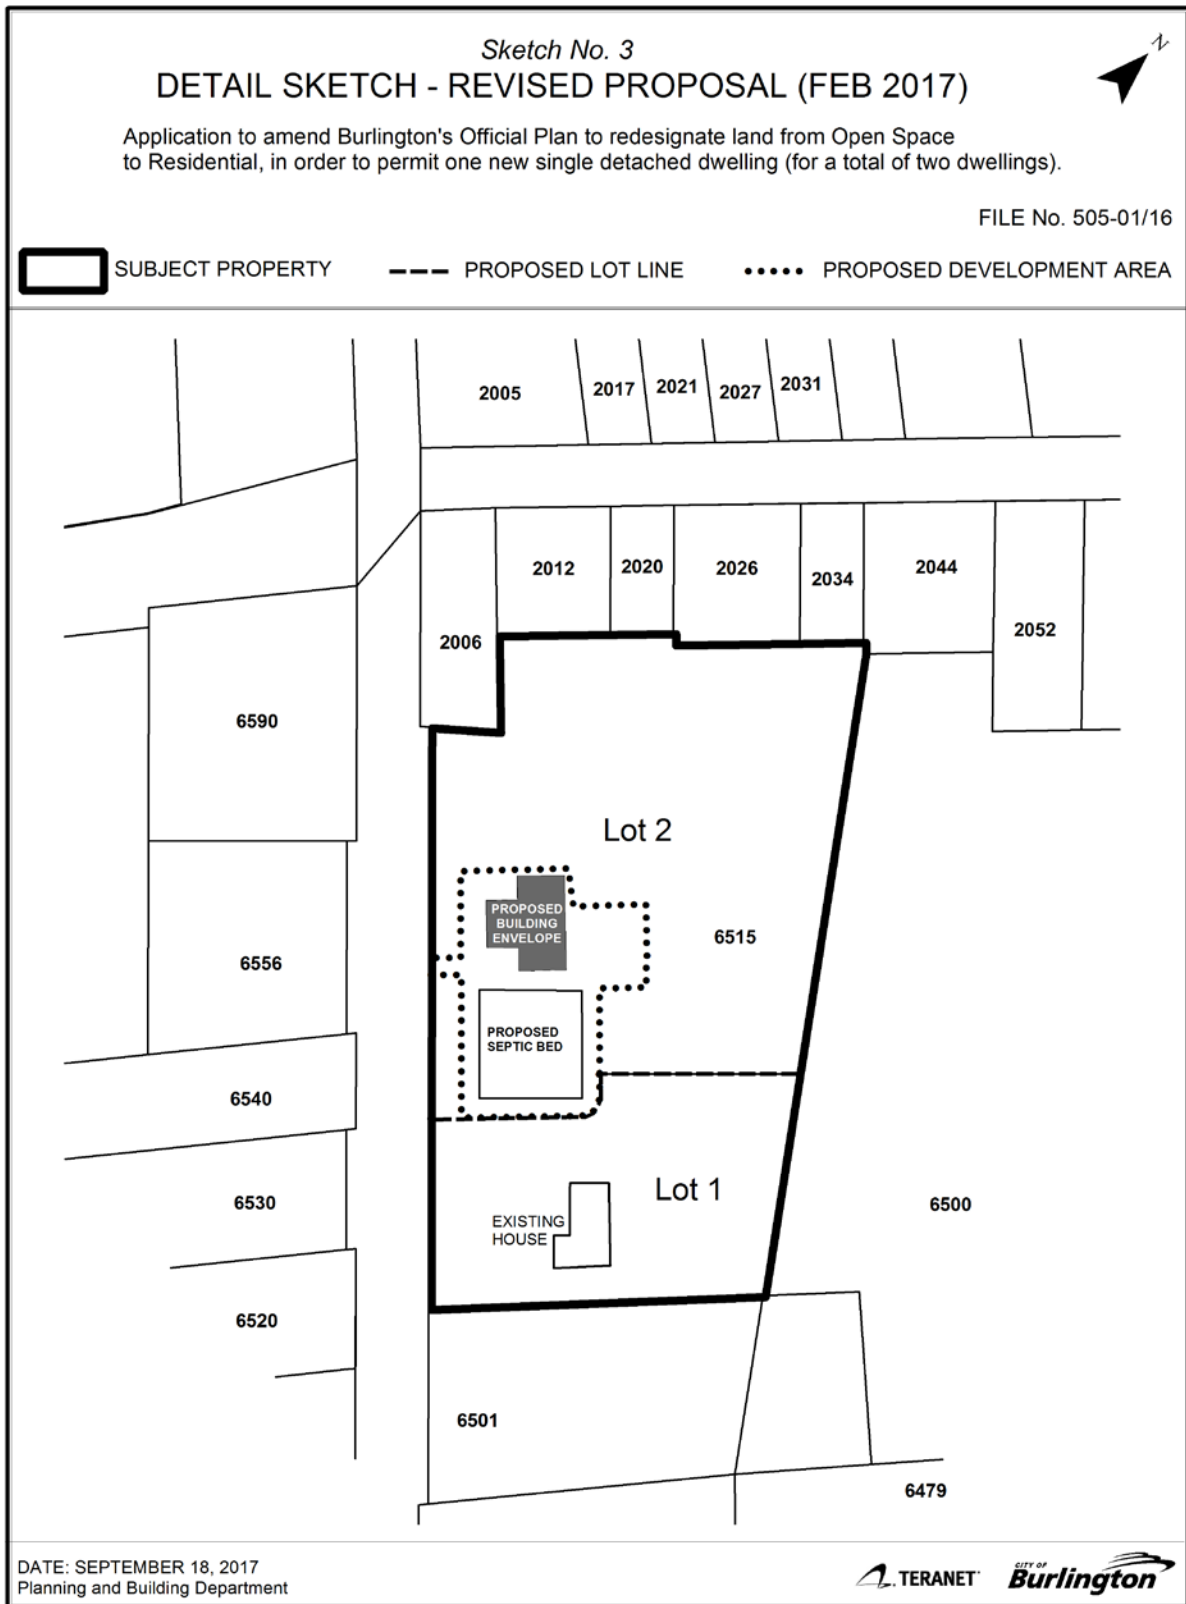 Sketch No. 3
DETAIL SKETCH - REVISED PROPOSAL (FEB 2017)
N
Application to amend Burlington's Official Plan to redesignate land from Open Space
to Residential, in order to permit one new single detached dwelling (for a total of two dwellings).
FILE No. 505-01/16
SUBJECT PROPERTY
PROPOSED LOT LINE
PROPOSED DEVELOPMENT AREA
2005
2017
2021
2027
2031
2012
2020
2026
2034
2044
2006
2052
6590
Lot 2
PROPOSED
BUILDING
ENVELOPE
6515
6556
PROPOSED
SEPTIC BED
6540
Lot 1
6530
EXISTING
HOUSE
6500
6520
6501
6479
DATE: SEPTEMBER 18, 2017
Planning and Building Department
TERANET
CITY OF
Burlington